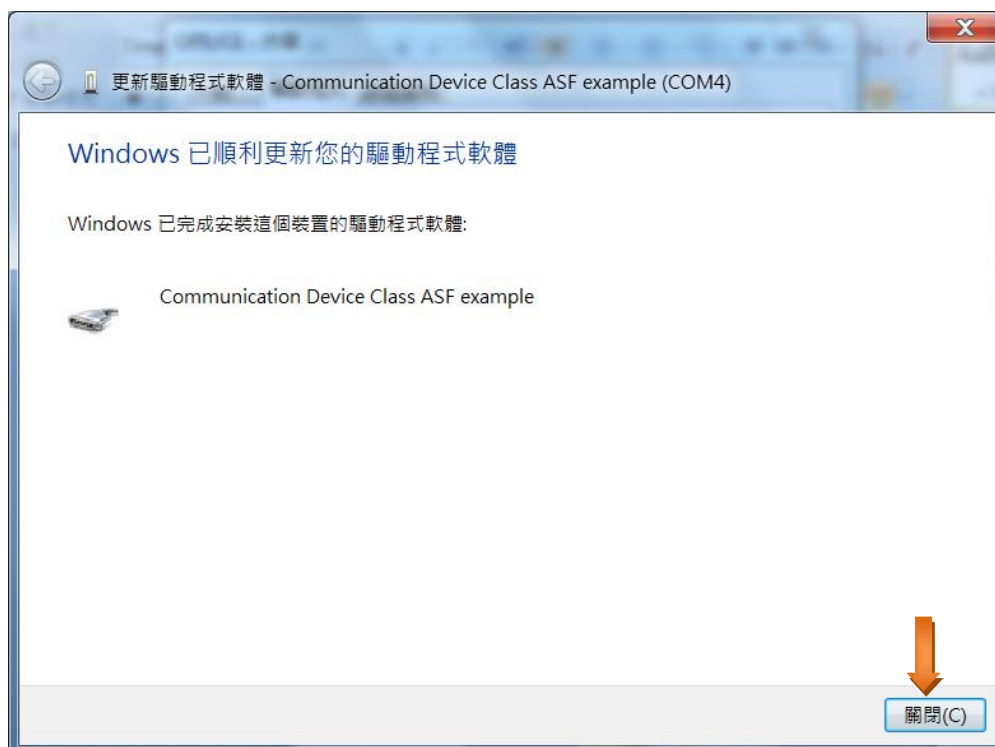 更新驅動程式軟體 - Communication Device Class ASF example (COM4)
Windows 已順利更新您的驅動程式軟體
Windows 已完成安裝這個裝置的驅動程式軟體:
Communication Device Class ASF example
關閉(C)